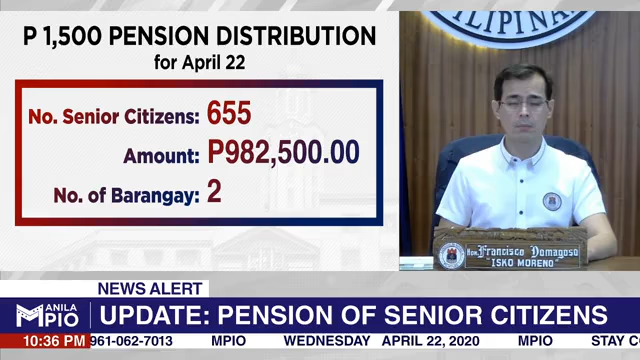 P 1,500 PENSION DISTRIBUTION
for April 22
No. Senior Citizens: 655
Amount: P982,500.00
No. of Barangay: 2
PILIPINAS
Hon. Francisco Domagoso
"ISKO MORENO"
NEWS ALERT
MANILA
MPIO
UPDATE: PENSION OF SENIOR CITIZENS
10:36 PM
961-062-7013 MPIO WEDNESDAY APRIL 22, 2020 MPIO STAY C